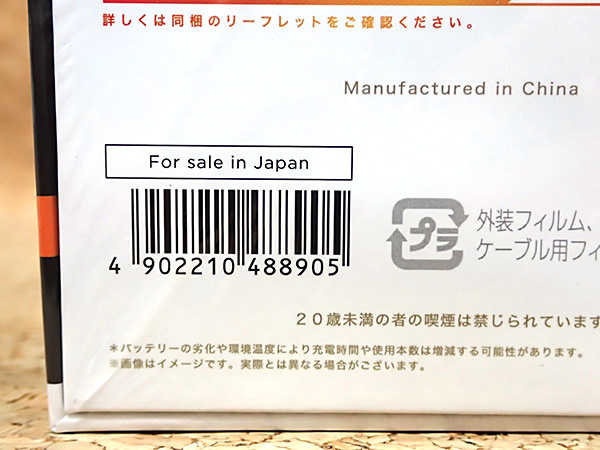 詳しくは同梱のリーフレットをご確認ください。
Manufactured in China
For sale in Japan
4 902210 488905
プラ
外装フィルム、
ケーブル用フィ
20歳未満の者の喫煙は禁じられています
＊バッテリーの劣化や環境温度により充電時間や使用本数は増減する可能性があります。
※画像はイメージです。実際とは異なる場合がございます。